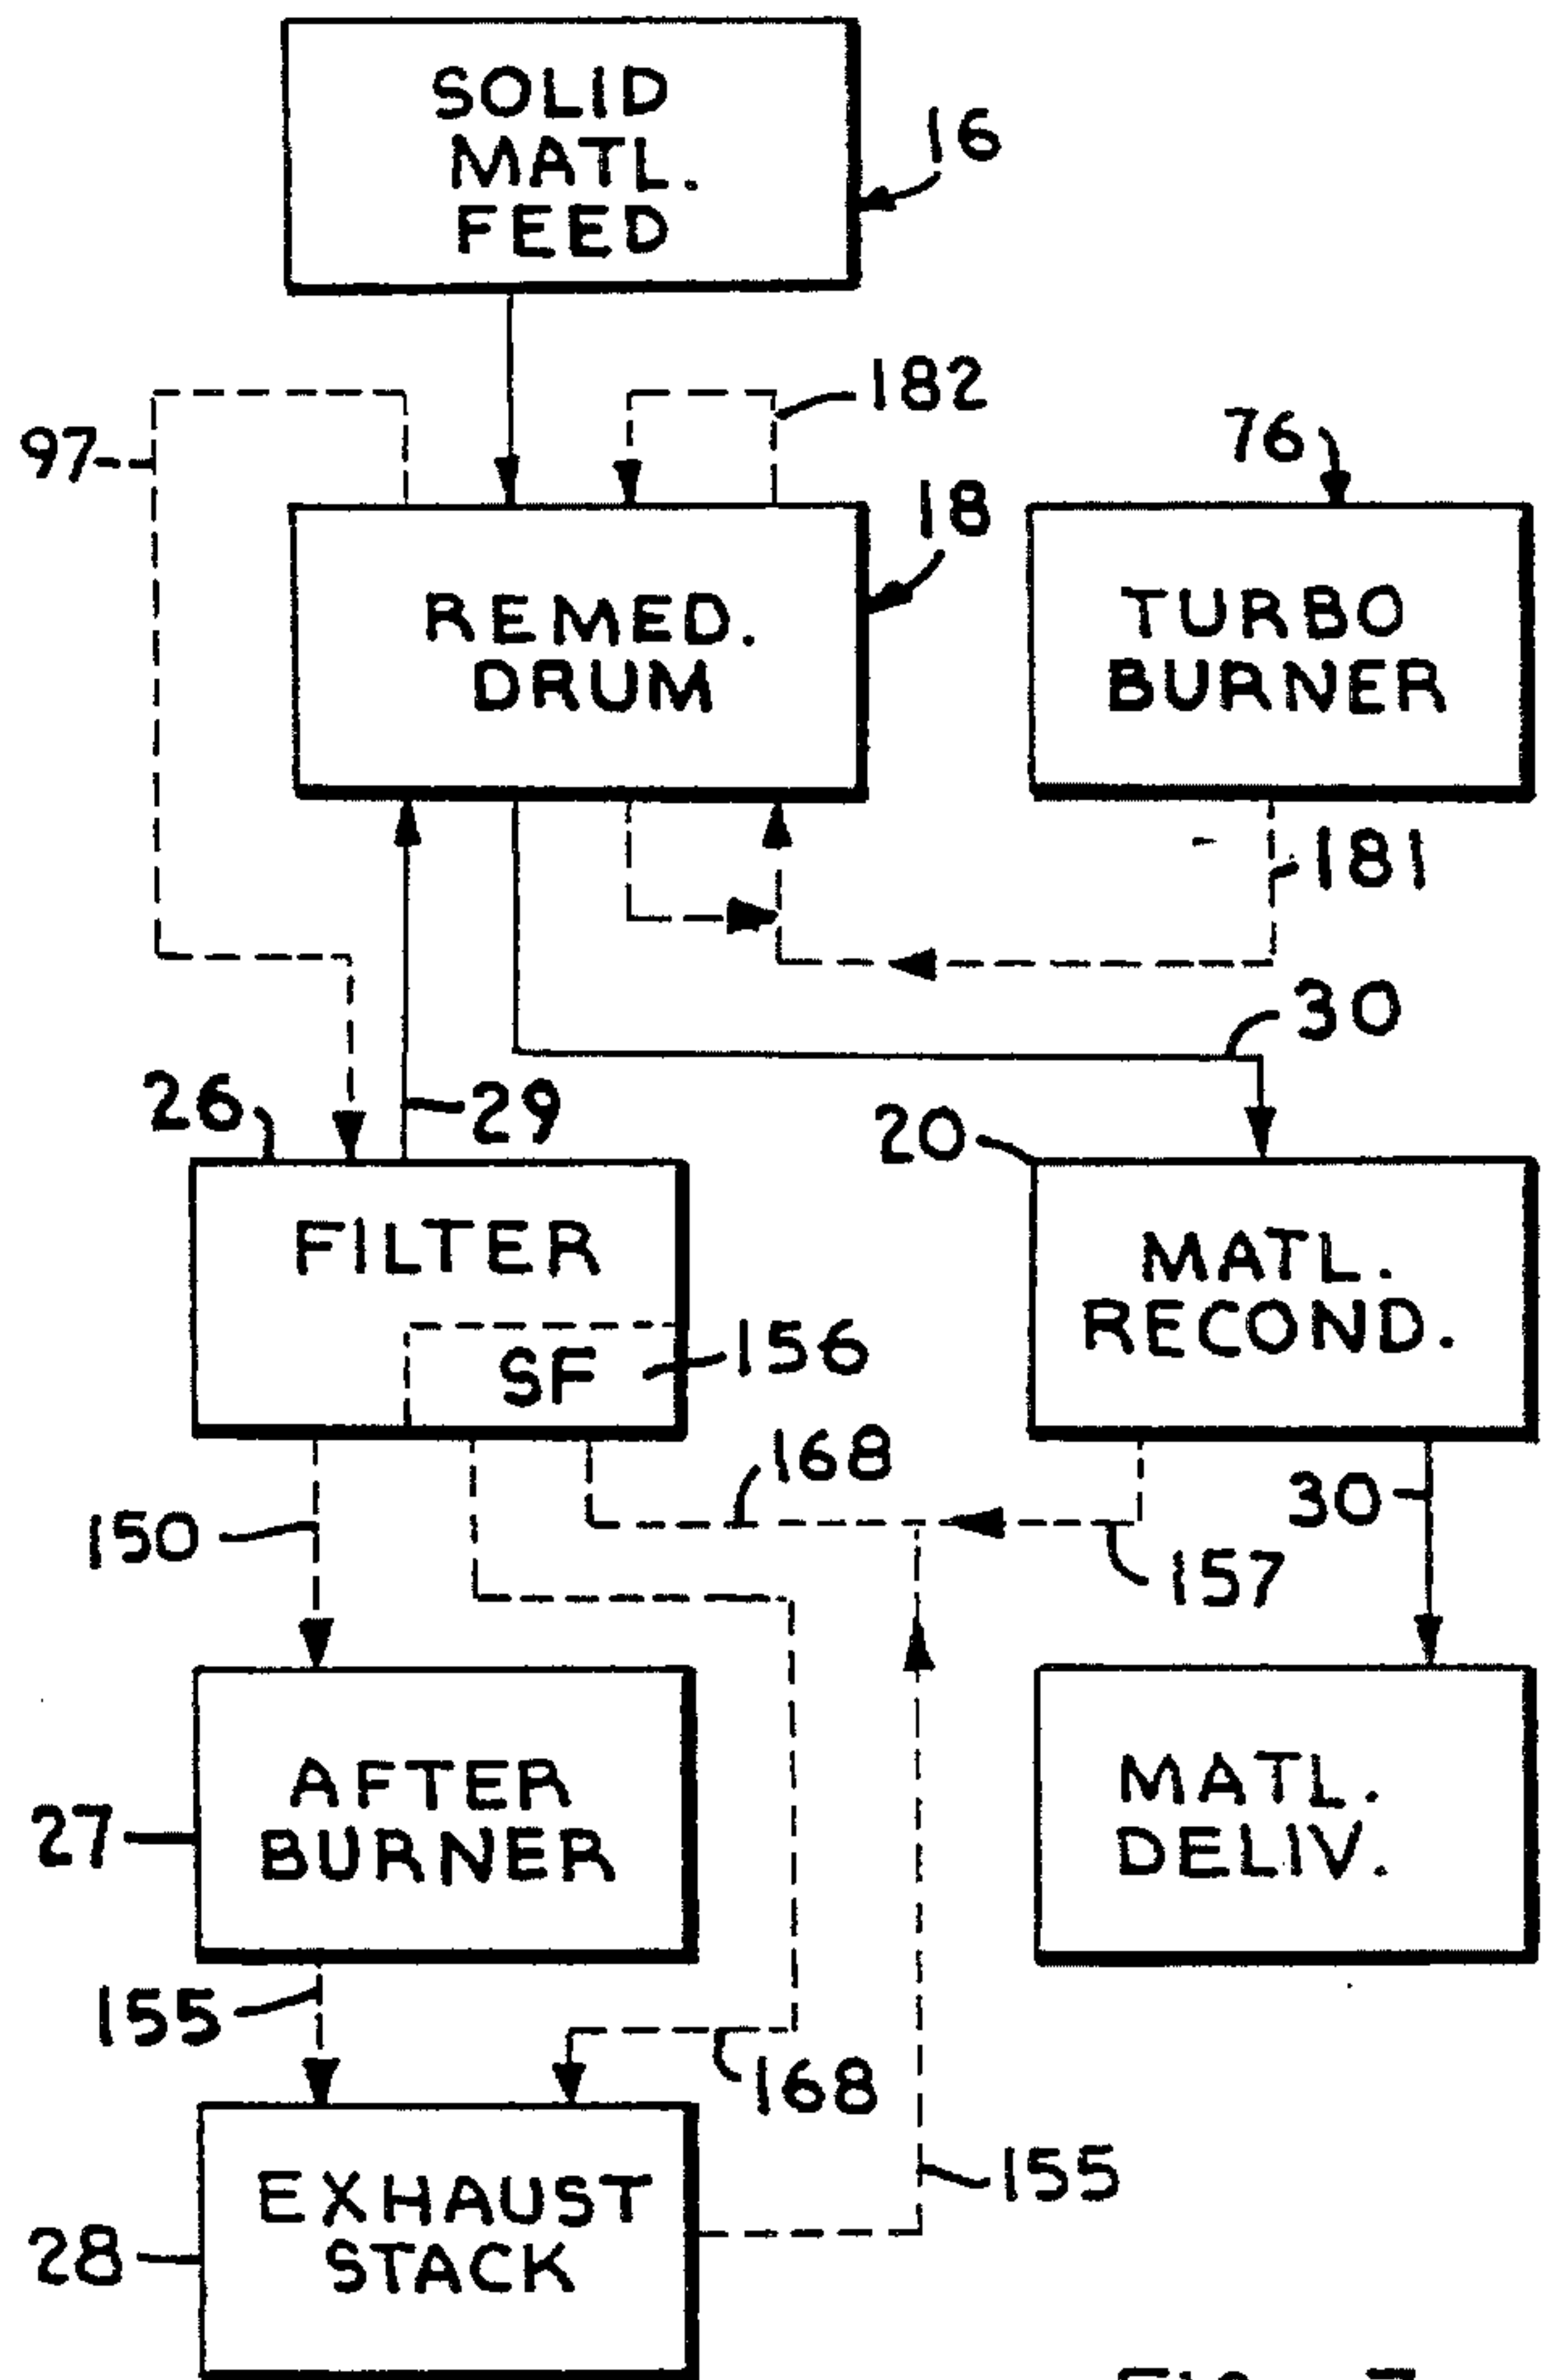 SOLID
MATL.
FEED
16
182
97
76
18
REMED.
DRUM
TURBO
BURNER
181
30
26
29
20
FILTER
MATL.
RECOND.
SF
156
168
30
150
157
AFTER
BURNER
MATL.
DELIV.
27
155
168
155
EXHAUST
STACK
28